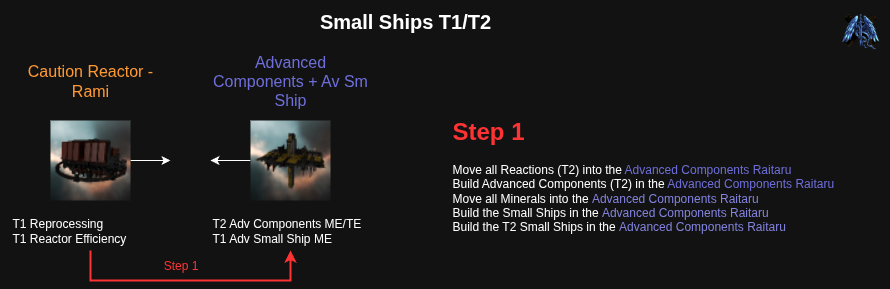 Small Ships T1/T2
Caution Reactor -
Rami
Advanced
Components + Av Sm
Ship
T1 Reprocessing
T1 Reactor Efficiency
T2 Adv Components ME/TE
T1 Adv Small Ship ME
Step 1
Step 1
Move all Reactions (T2) into the Advanced Components Raitaru
Build Advanced Components (T2) in the Advanced Components Raitaru
Move all Minerals into the Advanced Components Raitaru
Build the Small Ships in the Advanced Components Raitaru
Build the T2 Small Ships in the Advanced Components Raitaru